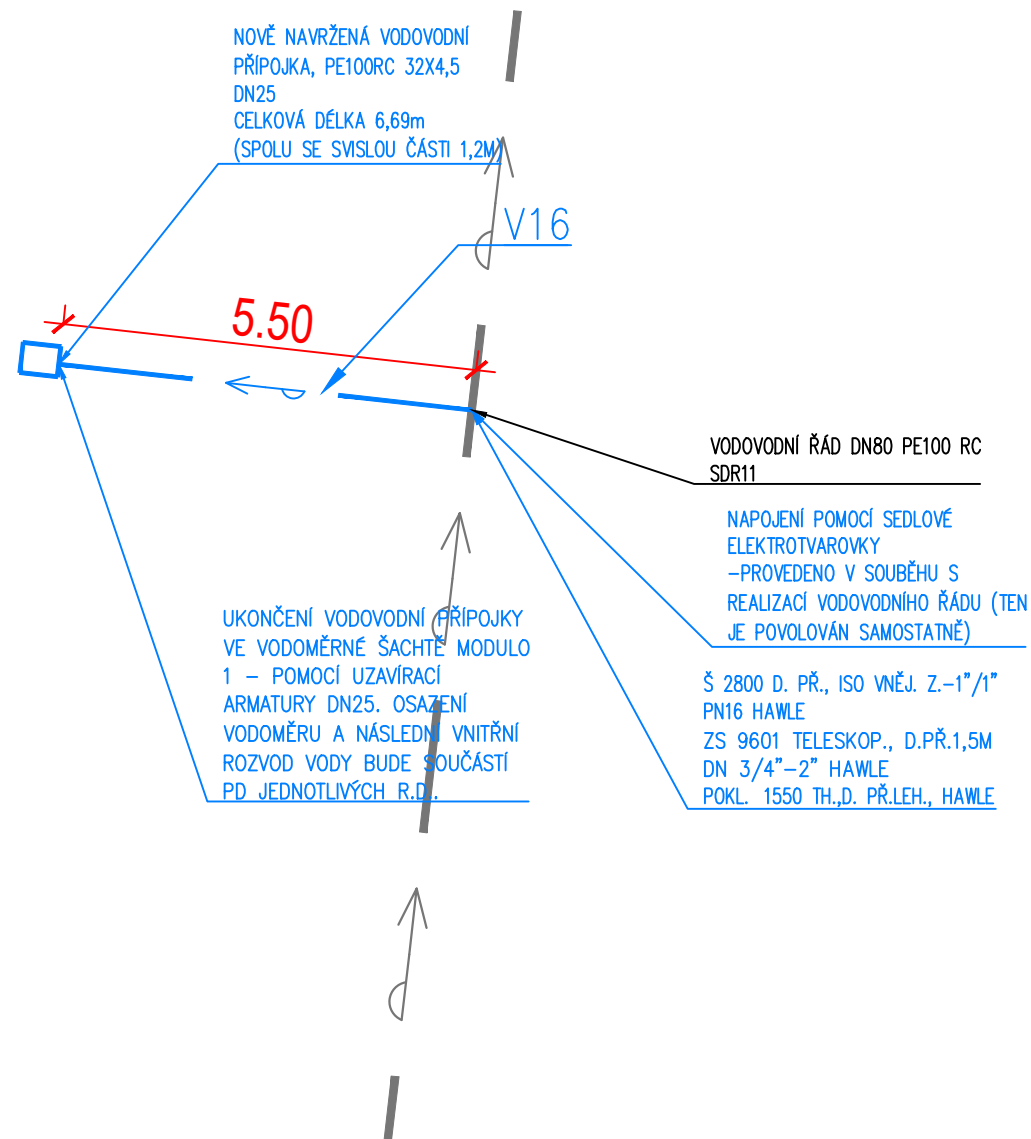 NOVĚ NAVRŽENÁ VODOVODNÍ
PŘÍPOJKA, PE100RC 32X4,5
DN25
CELKOVÁ DÉLKA 6,69m
(SPOLU SE SVISLOU ČÁSTI 1,2M)
V16
5.50
VODOVODNÍ ŘÁD DN80 PE100 RC
SDR11
NAPOJENÍ POMOCÍ SEDLOVÉ
ELEKTROTVAROVKY
-PROVEDENO V SOUBĚHU S
REALIZACÍ VODOVODNÍHO ŘÁDU (TEN
JE POVOLOVÁN SAMOSTATNĚ)
UKONČENÍ VODOVODNÍ PŘÍPOJKY
VE VODOMĚRNÉ ŠACHTĚ MODULO
1 - POMOCÍ UZAVÍRACÍ
ARMATURY DN25. OSAZENÍ
VODOMĚRU A NÁSLEDNÍ VNITŘNÍ
ROZVOD VODY BUDE SOUČÁSTÍ
PD JEDNOTLIVÝCH R.D..
Š 2800 D. PŘ., ISO VNĚJ. Z.-1"/1"
PN16 HAWLE
ZS 9601 TELESKOP., D.PŘ.1,5M
DN 3/4"-2" HAWLE
POKL. 1550 TH.,D. PŘ.LEH., HAWLE